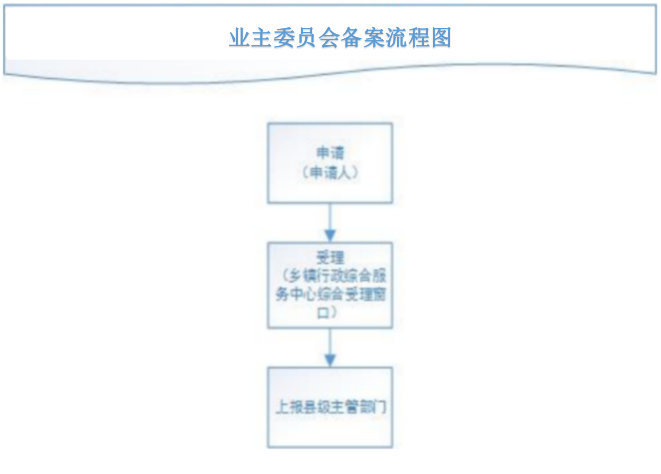 业主委员会备案流程图
申请
（申请人）
受理
（乡镇行政综合服
务中心综合受理窗
口）
上报县级主管部门